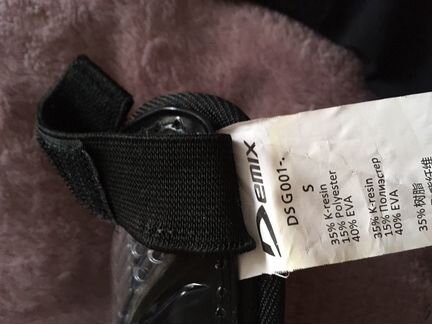 Demix
DSG001-.
S
35% K-resin
15% Polyester
40% EVA
35% K-resin
15% Полиэстер
40% EVA
35% 树脂